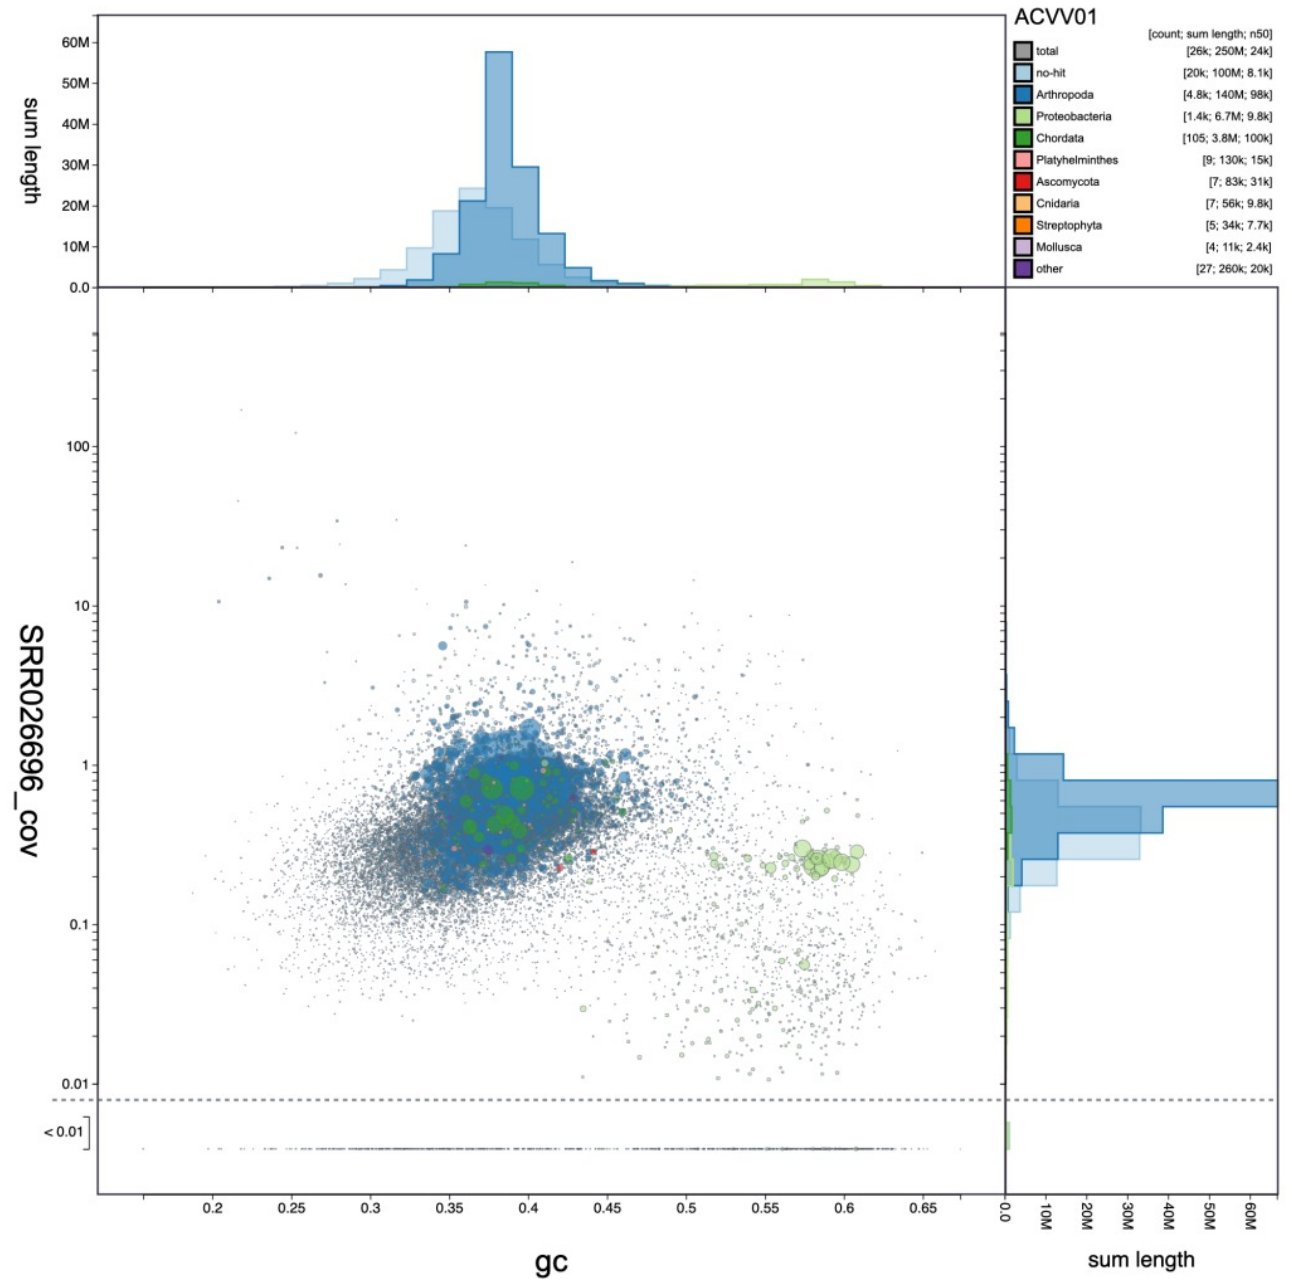 ACVV01
[count; sum length; n50]
total [26k; 250M; 24k]
no-hit [20k; 100M; 8.1k]
Arthropoda [4.8k; 140M; 98k]
Proteobacteria [1.4k; 6.7M; 9.8k]
Chordata [105; 3.8M; 100k]
Platyhelminthes [9; 130k; 15k]
Ascomycota [7; 83k; 31k]
Cnidaria [7; 56k; 9.8k]
Streptophyta [5; 34k; 7.7k]
Mollusca [4; 11k; 2.4k]
other [27; 260k; 20k]
sum length
60M
50M
40M
30M
20M
10M
0.0
SRR026696_cov
100
10
1
0.1
0.01
< 0.01
0.2 0.25 0.3 0.35 0.4 0.45 0.5 0.55 0.6 0.65
gc
0.0 10M 20M 30M 40M 50M 60M
sum length